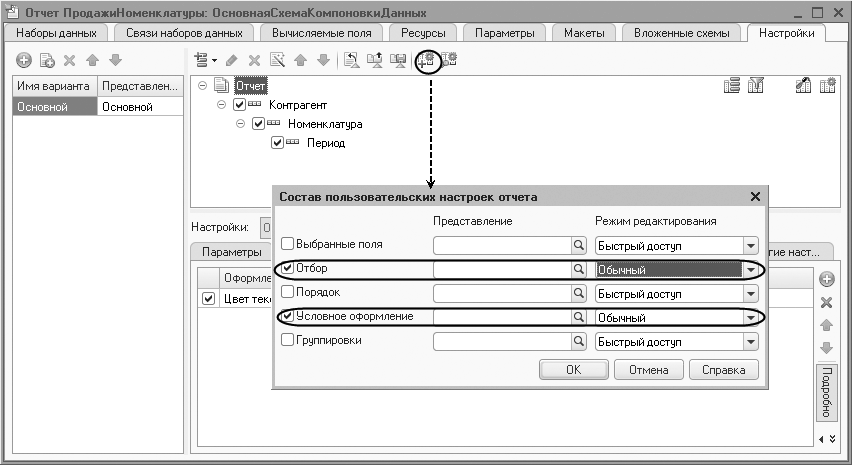 Отчет ПродажиНоменклатуры: ОсновнаяСхемаКомпоновкиДанных
Наборы данных Связи наборов данных Вычисляемые поля Ресурсы Параметры Макеты Вложенные схемы Настройки
Имя варианта Представлен...
Основной Основной
Отчет
Контрагент
Номенклатура
Период
Настройки:
Параметры
гие наст...
Оформле
Цвет текс
Подробно
Состав пользовательских настроек отчета
Представление Режим редактирования
Выбранные поля Быстрый доступ
Отбор Обычный
Порядок Быстрый доступ
Условное оформление Обычный
Группировки Быстрый доступ
ОК Отмена Справка